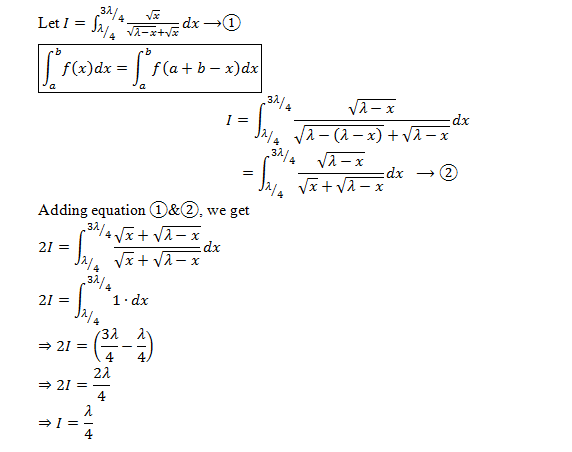 Let I = ∫_{λ/4}^{3λ/4} √x / (√(λ−x)+√x) dx ⟶①
∫_a^b f(x)dx = ∫_a^b f(a + b − x)dx
I = ∫_{λ/4}^{3λ/4} √(λ − x) / (√(λ − (λ − x)) + √(λ − x)) dx
= ∫_{λ/4}^{3λ/4} √(λ − x) / (√x + √(λ − x)) dx ⟶ ②
Adding equation ①&②, we get
2I = ∫_{λ/4}^{3λ/4} (√x + √(λ − x)) / (√x + √(λ − x)) dx
2I = ∫_{λ/4}^{3λ/4} 1 · dx
⇒ 2I = (3λ/4 − λ/4)
⇒ 2I = 2λ/4
⇒ I = λ/4